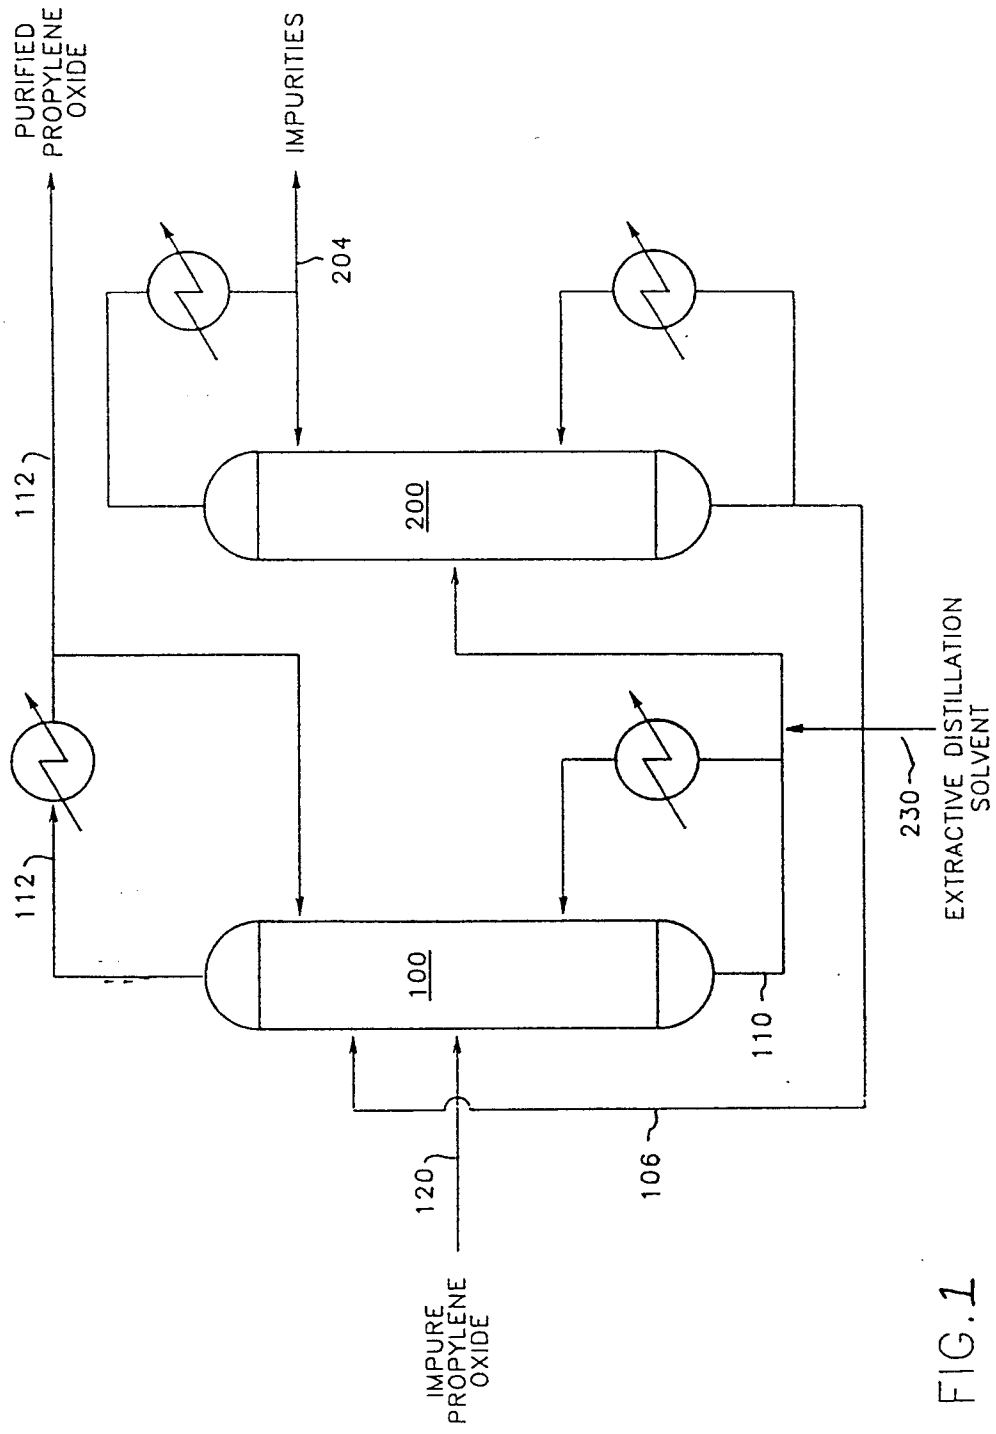 PURIFIED
PROPYLENE
OXIDE
112
112
IMPURITIES
204
100
200
IMPURE
PROPYLENE
OXIDE
120
106
110
230
EXTRACTIVE DISTILLATION
SOLVENT
FIG. 1